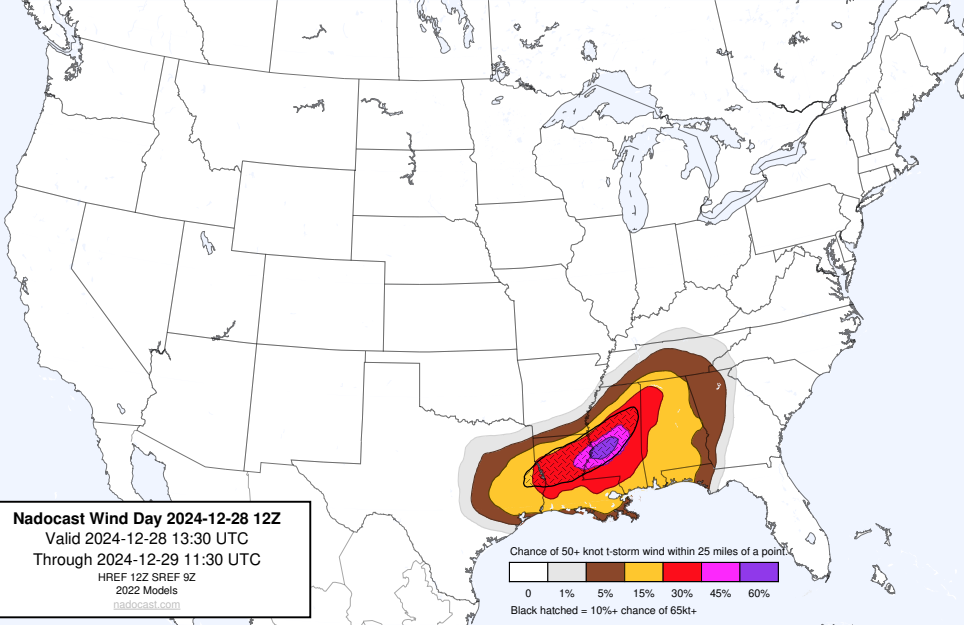 Nadocast Wind Day 2024-12-28 12Z
Valid 2024-12-28 13:30 UTC
Through 2024-12-29 11:30 UTC
HREF 12Z SREF 9Z
2022 Models
nadocast.com
Chance of 50+ knot t-storm wind within 25 miles of a point.
0 1% 5% 15% 30% 45% 60%
Black hatched = 10%+ chance of 65kt+